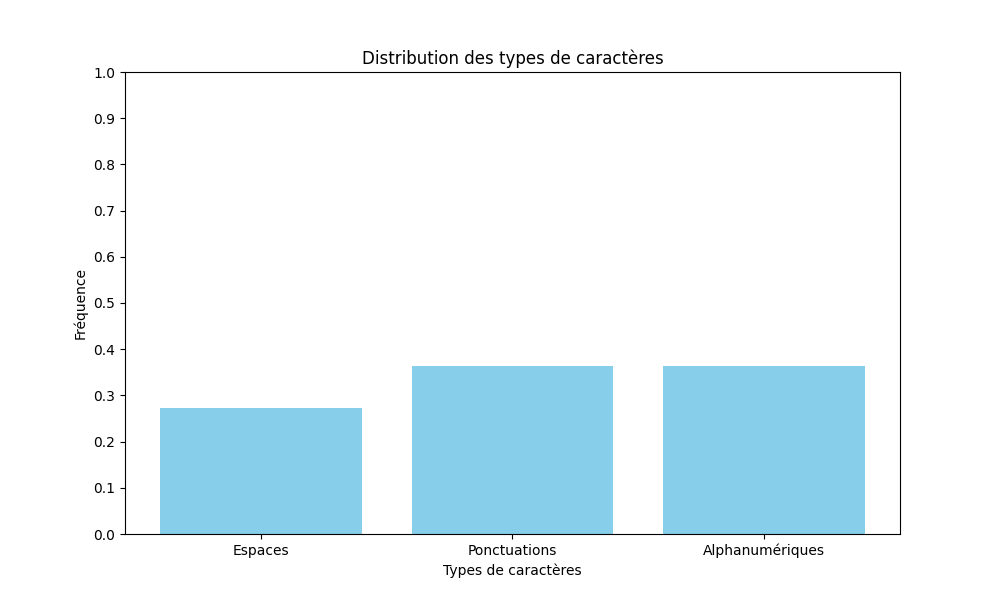 Distribution des types de caractères
Fréquence
1.0
0.9
0.8
0.7
0.6
0.5
0.4
0.3
0.2
0.1
0.0
Espaces Ponctuations Alphanumériques
Types de caractères